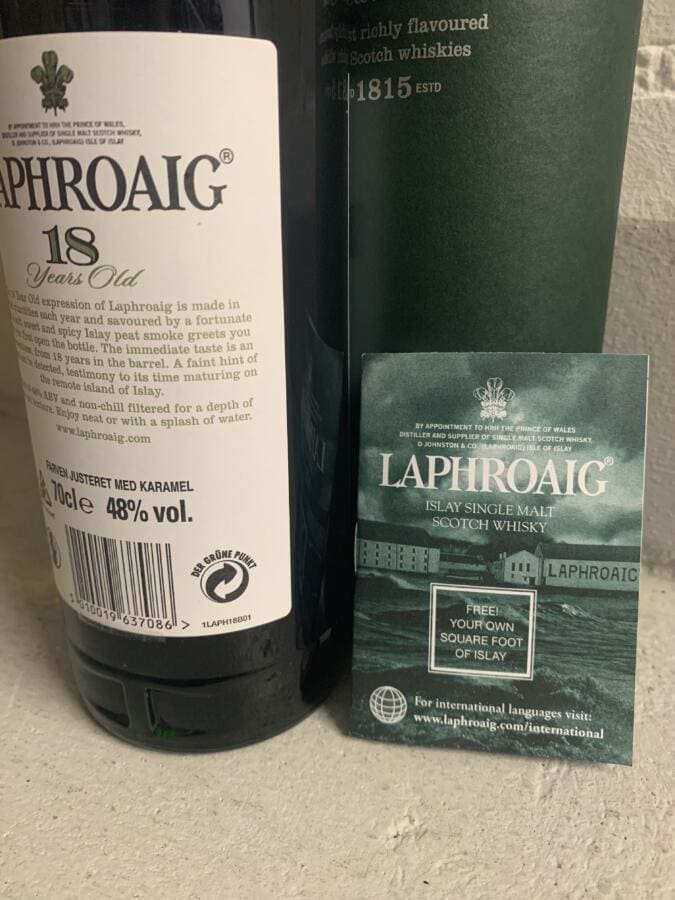 BY APPOINTMENT TO HRH THE PRINCE OF WALES,
DISTILLER AND SUPPLIER OF SINGLE MALT SCOTCH WHISKY,
D. JOHNSTON & CO., (LAPHROAIG) ISLE OF ISLAY
APHROAIG®
18
Years Old
Year Old expression of Laphroaig is made in
quantities each year and savoured by a fortunate
sweet and spicy Islay peat smoke greets you
first open the bottle. The immediate taste is an
from 18 years in the barrel. A faint hint of
be detected, testimony to its time maturing on
the remote island of Islay.
48% ABV and non-chill filtered for a depth of
Enjoy neat or with a splash of water.
www.laphroaig.com
FARVEN JUSTERET MED KARAMEL
70cl e 48% vol.
DER GRÜNE PUNKT
5 010019 637086 >
1LAPH18B01
richly flavoured
Scotch whiskies
1815 ESTD
BY APPOINTMENT TO HRH THE PRINCE OF WALES
DISTILLER AND SUPPLIER OF SINGLE MALT SCOTCH WHISKY,
D JOHNSTON & CO., (LAPHROAIG) ISLE OF ISLAY
LAPHROAIG®
ISLAY SINGLE MALT
SCOTCH WHISKY
LAPHROAIG
FREE!
YOUR OWN
SQUARE FOOT
OF ISLAY
For international languages visit:
www.laphroaig.com/international